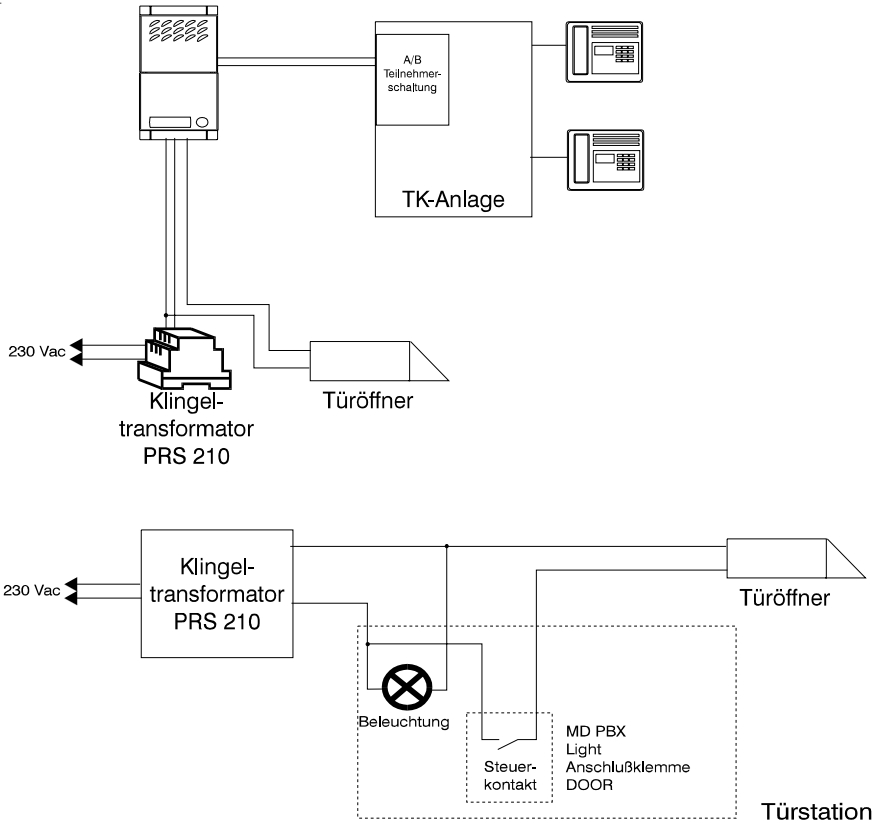 A/B
Teilnehmer-
schaltung
TK-Anlage
230 Vac
Klingel-
transformator
PRS 210
Türöffner
230 Vac
Klingel-
transformator
PRS 210
Türöffner
Beleuchtung
Steuer-
kontakt
MD PBX
Light
Anschlußklemme
DOOR
Türstation